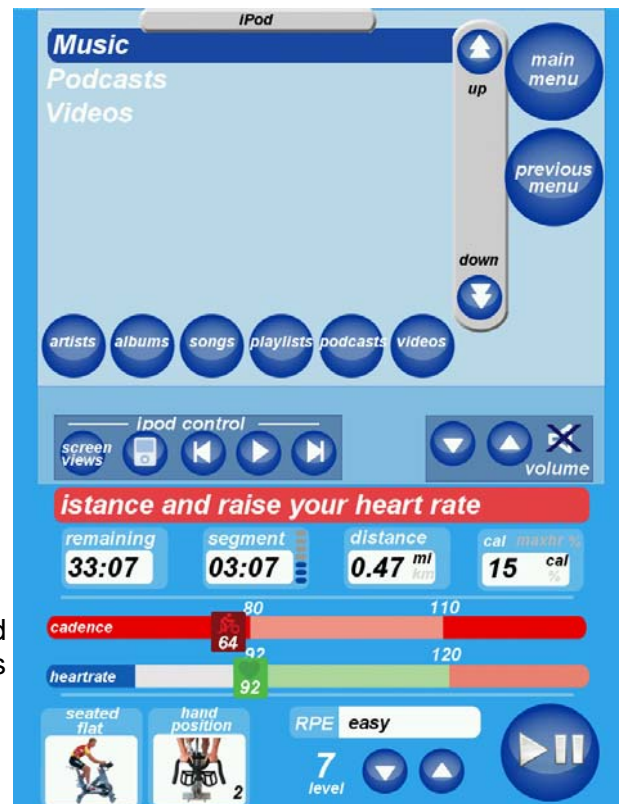 iPod
Music
Podcasts
Videos
up
down
main
menu
previous
menu
artists albums songs playlists podcasts videos
ipod control
screen
views
volume
istance and raise your heart rate
remaining segment distance cal maxhr %
33:07 03:07 0.47 mi km 15 cal %
80 110
cadence
64
92 120
heartrate
92
d
s
seated
flat
hand
position
2
RPE easy
7
level